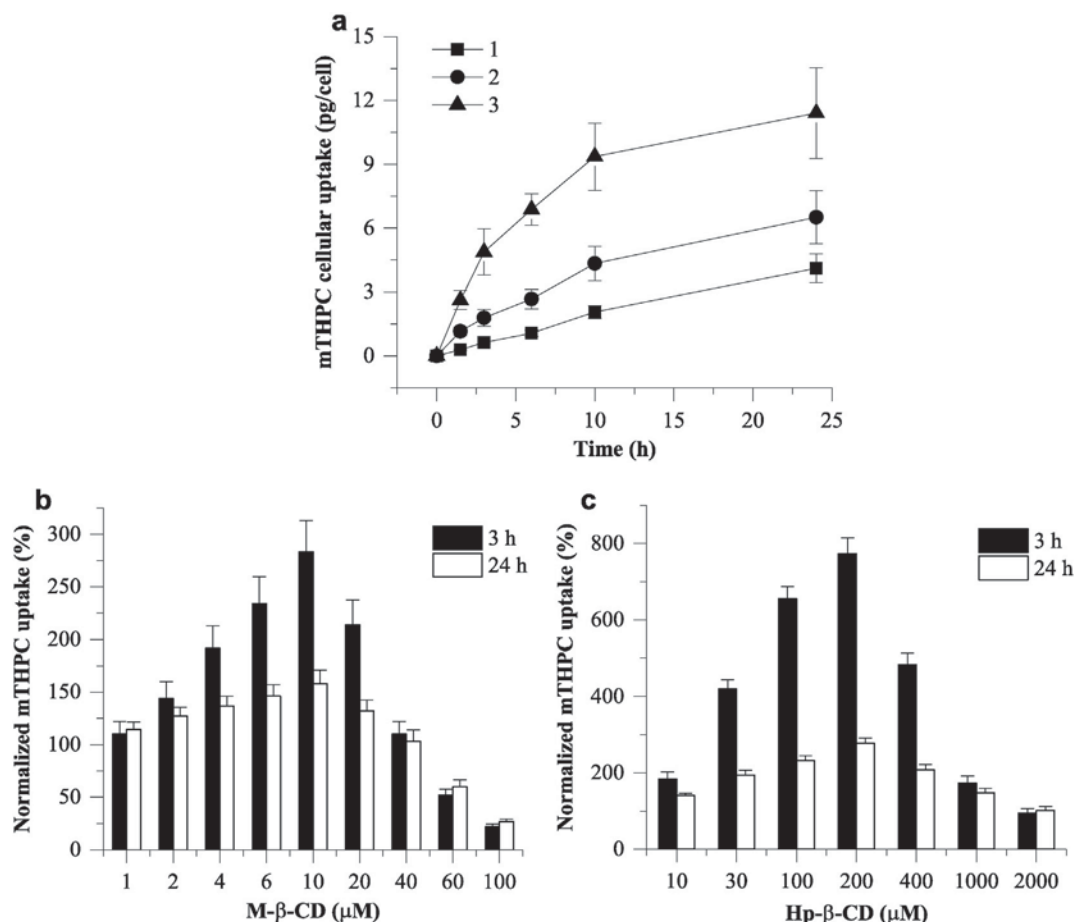 a
mTHPC cellular uptake (pg/cell)
15
12
9
6
3
0
1
2
3
0 5 10 15 20 25
Time (h)
b
Normalized mTHPC uptake (%)
300
250
200
150
100
50
0
3 h
24 h
1 2 4 6 10 20 40 60 100
M-β-CD (μM)
c
Normalized mTHPC uptake (%)
800
600
400
200
0
3 h
24 h
10 30 100 200 400 1000 2000
Hp-β-CD (μM)